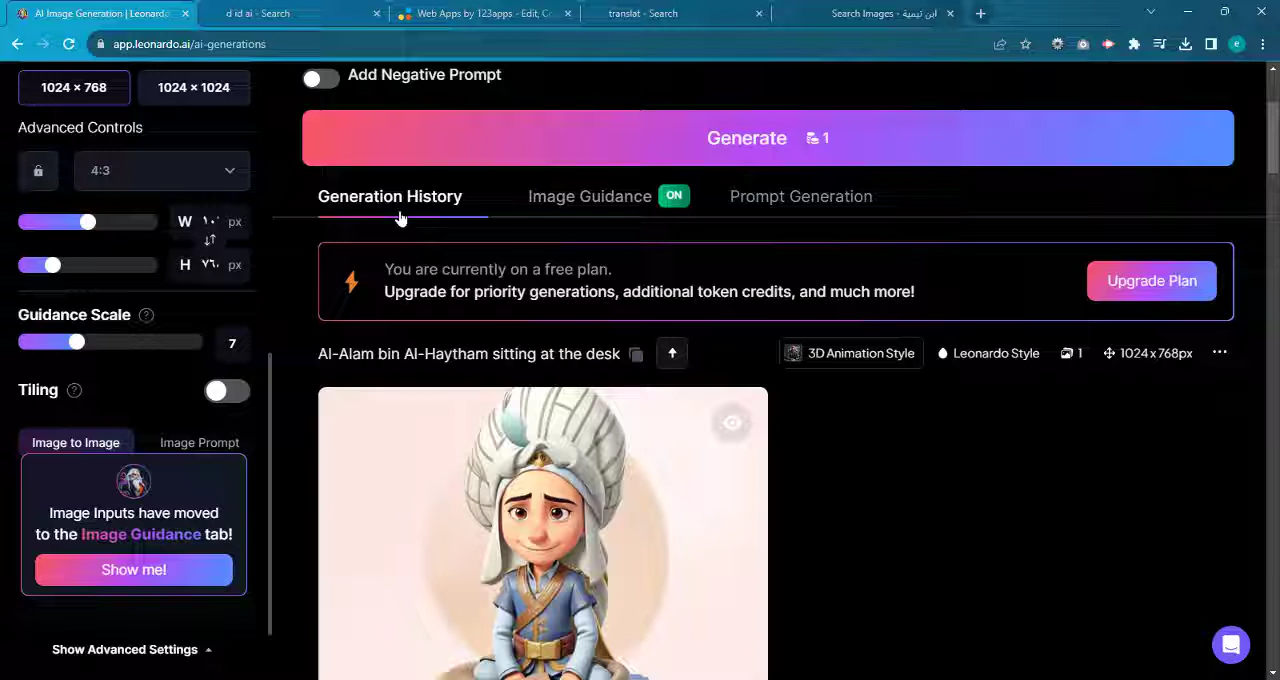 AI Image Generation | Leonardo
d id ai - Search
Web Apps by 123apps - Edit, C
translat - Search
ابن تيمية - Search Images
app.leonardo.ai/ai-generations
e
1024 × 768
1024 × 1024
Add Negative Prompt
Generate 1
Advanced Controls
4:3
Generation History
Image Guidance ON
Prompt Generation
W ١٠ px
H ٧٦٠ px
You are currently on a free plan.
Upgrade for priority generations, additional token credits, and much more!
Upgrade Plan
Guidance Scale ?
7
Al-Alam bin Al-Haytham sitting at the desk
3D Animation Style
Leonardo Style
1
1024 x 768px
Tiling ?
Image to Image
Image Prompt
Image Inputs have moved
to the Image Guidance tab!
Show me!
Show Advanced Settings